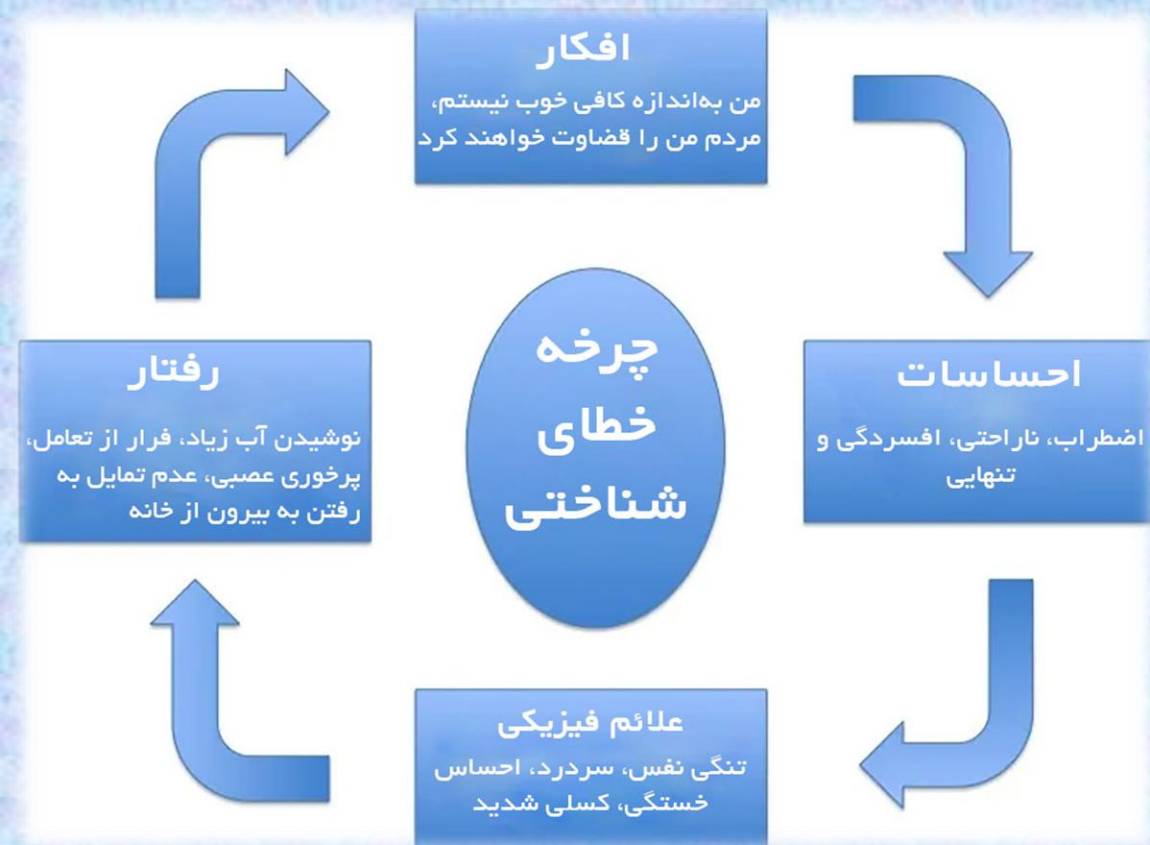 افکار
من به‌اندازه کافی خوب نیستم،
مردم من را قضاوت خواهند کرد
احساسات
اضطراب، ناراحتی، افسردگی و
تنهایی
علائم فیزیکی
تنگی نفس، سردرد، احساس
خستگی، کسلی شدید
رفتار
نوشیدن آب زیاد، فرار از تعامل،
پرخوری عصبی، عدم تمایل به
رفتن به بیرون از خانه
چرخه
خطای
شناختی